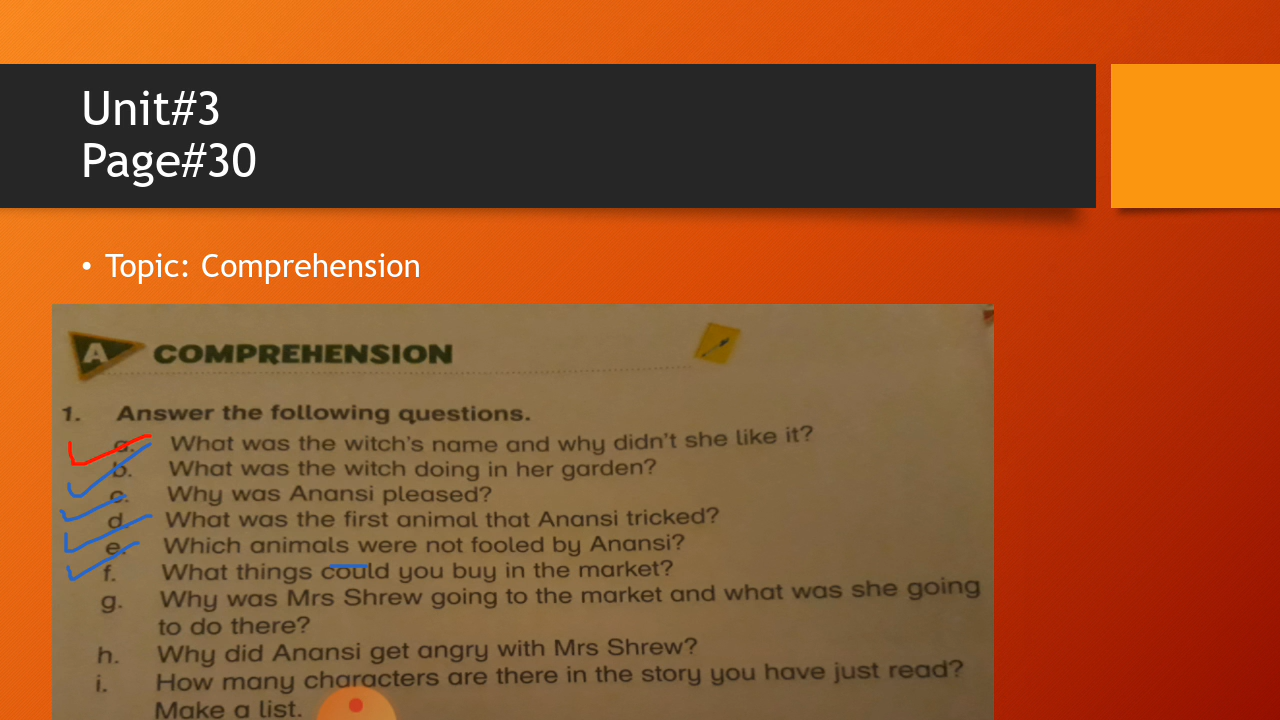 Unit#3
Page#30
• Topic: Comprehension
A COMPREHENSION
1. Answer the following questions.
a. What was the witch's name and why didn't she like it?
b. What was the witch doing in her garden?
c. Why was Anansi pleased?
d. What was the first animal that Anansi tricked?
e. Which animals were not fooled by Anansi?
f. What things could you buy in the market?
g. Why was Mrs Shrew going to the market and what was she going
to do there?
h. Why did Anansi get angry with Mrs Shrew?
i. How many characters are there in the story you have just read?
Make a list.